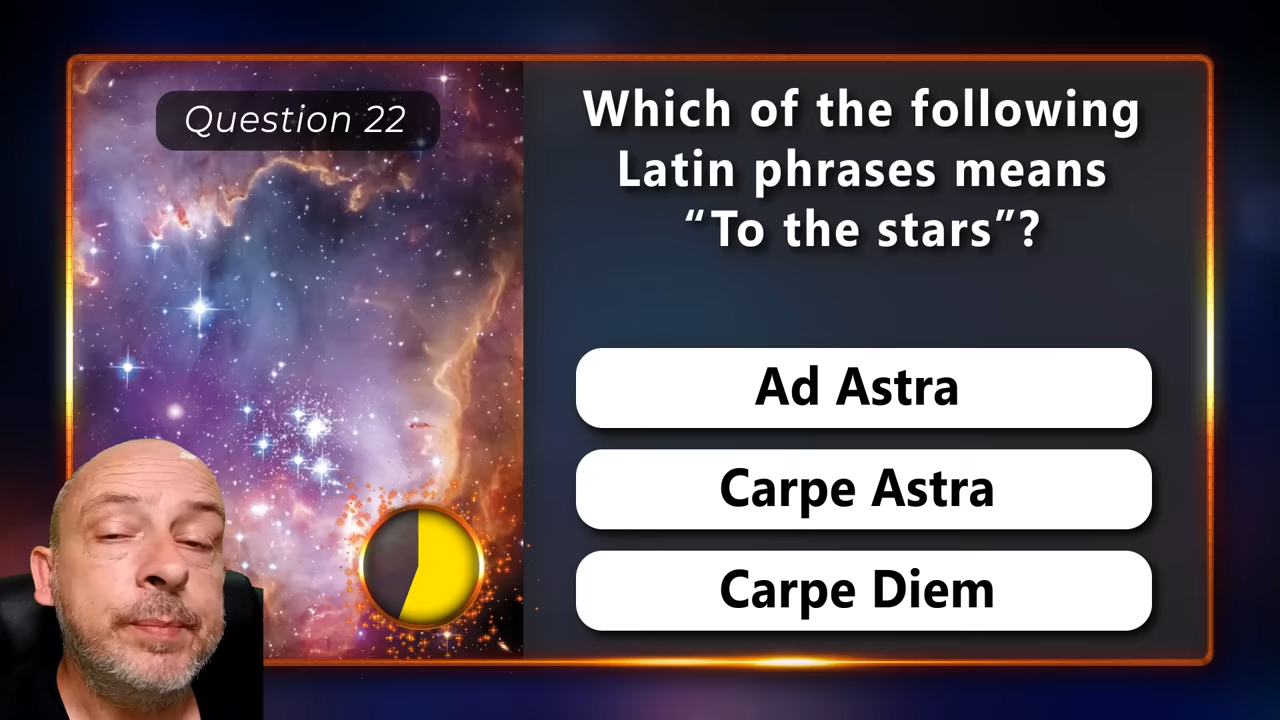 Question 22
Which of the following
Latin phrases means
“To the stars”?
Ad Astra
Carpe Astra
Carpe Diem